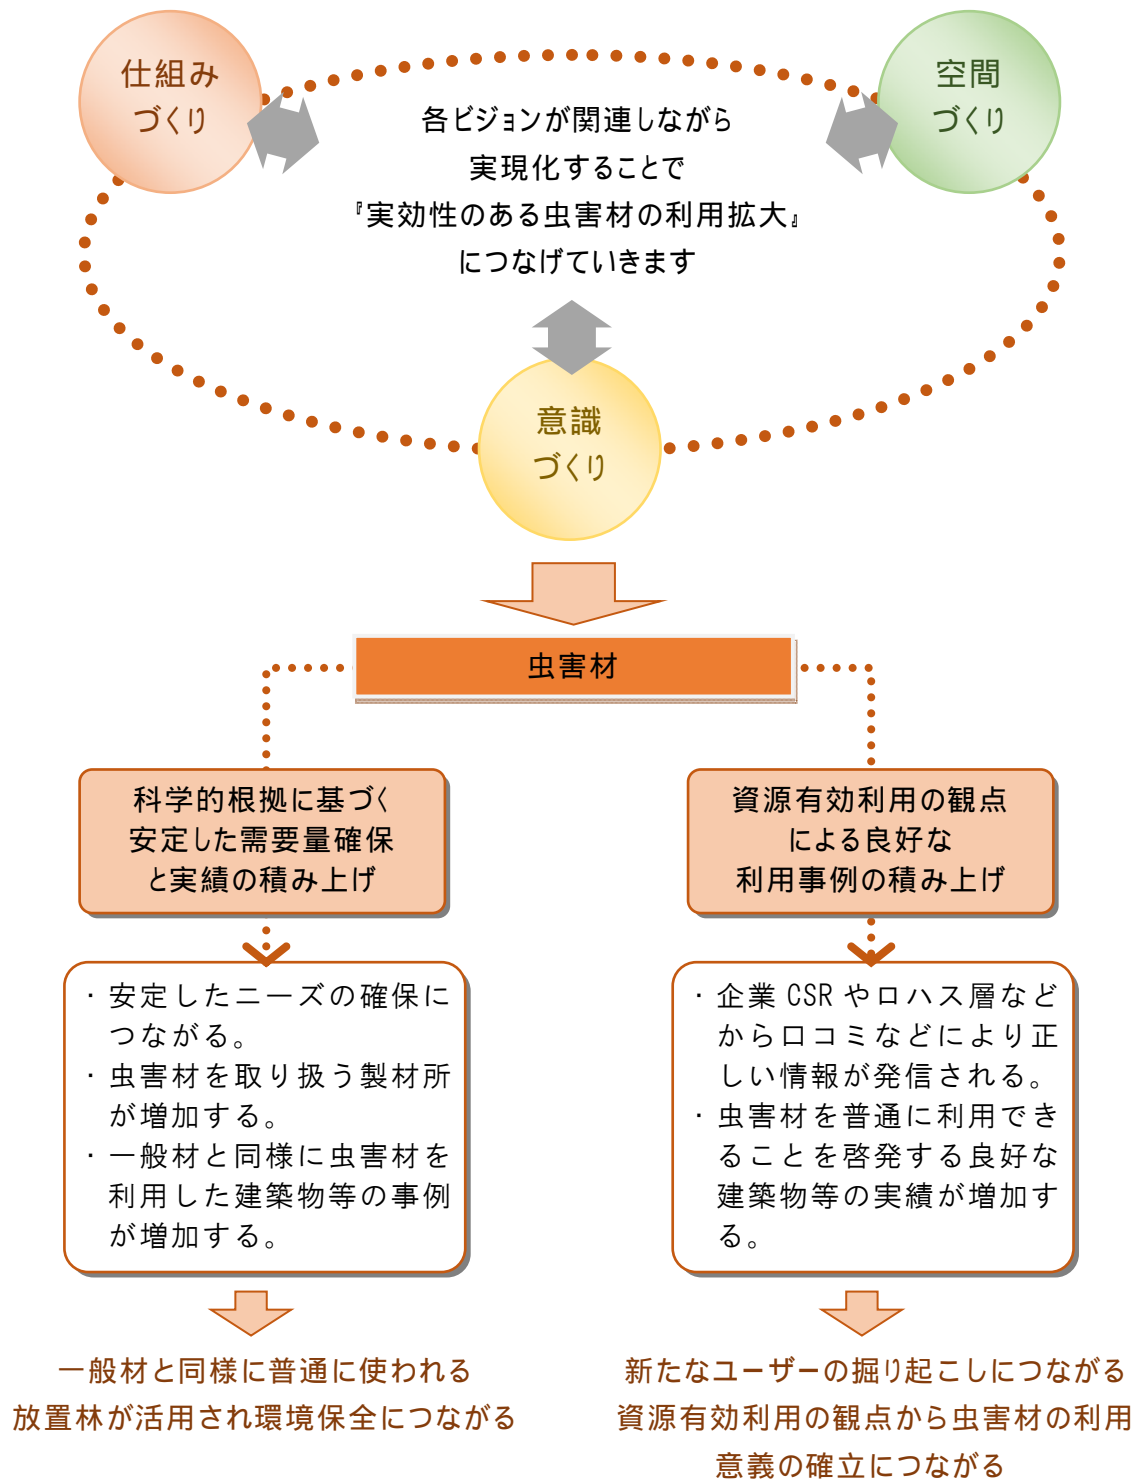 仕組み
づくり
空間
づくり
各ビジョンが関連しながら
実現化することで
『実効性のある虫害材の利用拡大』
につなげていきます
意識
づくり
虫害材
科学的根拠に基づく
安定した需要量確保
と実績の積み上げ
資源有効利用の観点
による良好な
利用事例の積み上げ
・安定したニーズの確保に
つながる。
・虫害材を取り扱う製材所
が増加する。
・一般材と同様に虫害材を
利用した建築物等の事例
が増加する。
・企業 CSR やロハス層など
から口コミなどにより正
しい情報が発信される。
・虫害材を普通に利用でき
ることを啓発する良好な
建築物等の実績が増加す
る。
一般材と同様に普通に使われる
放置林が活用され環境保全につながる
新たなユーザーの掘り起こしにつながる
資源有効利用の観点から虫害材の利用
意義の確立につながる